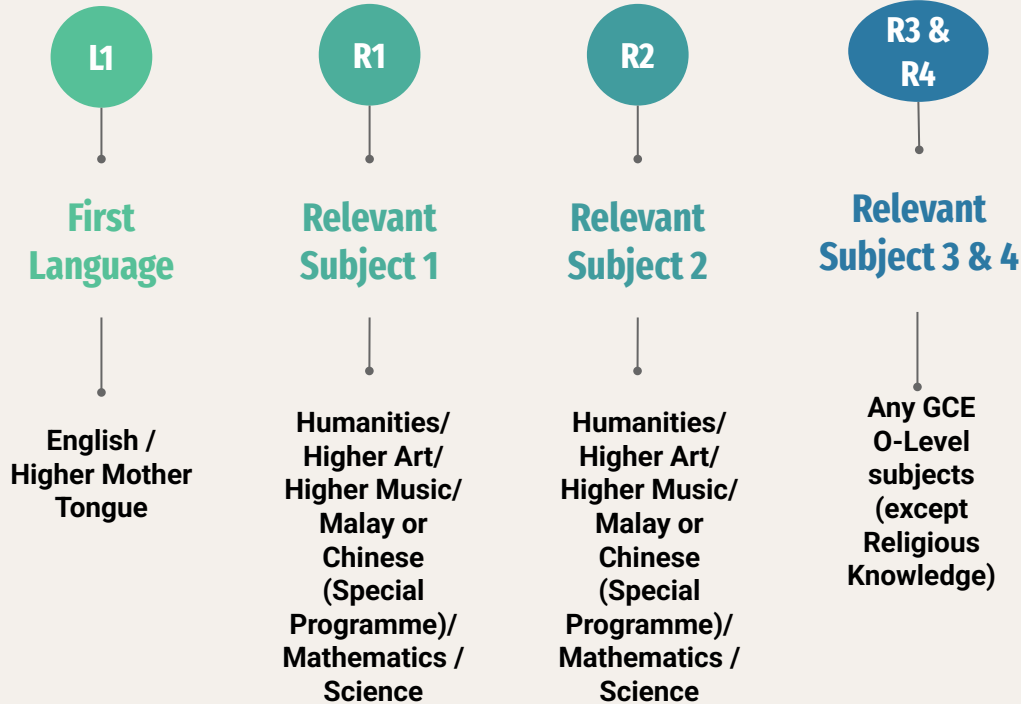 L1
First
Language
English /
Higher Mother
Tongue
R1
Relevant
Subject 1
Humanities/
Higher Art/
Higher Music/
Malay or
Chinese
(Special
Programme)/
Mathematics /
Science
R2
Relevant
Subject 2
Humanities/
Higher Art/
Higher Music/
Malay or
Chinese
(Special
Programme)/
Mathematics /
Science
R3 &
R4
Relevant
Subject 3 & 4
Any GCE
O-Level
subjects
(except
Religious
Knowledge)